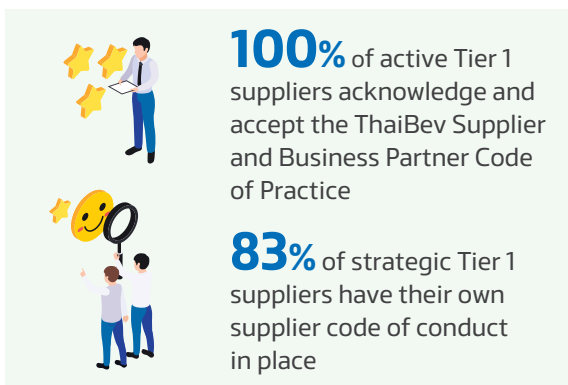 100% of active Tier 1
suppliers acknowledge and
accept the ThaiBev Supplier
and Business Partner Code
of Practice
83% of strategic Tier 1
suppliers have their own
supplier code of conduct
in place